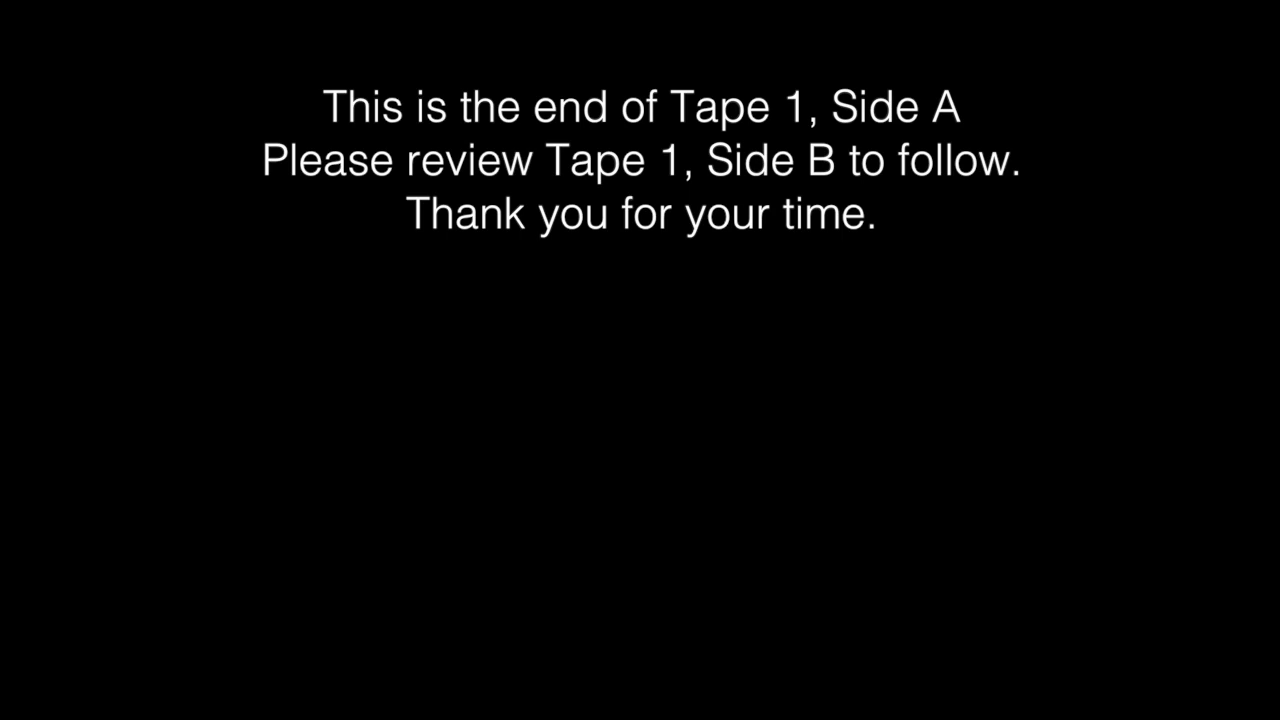 This is the end of Tape 1, Side A
Please review Tape 1, Side B to follow.
Thank you for your time.